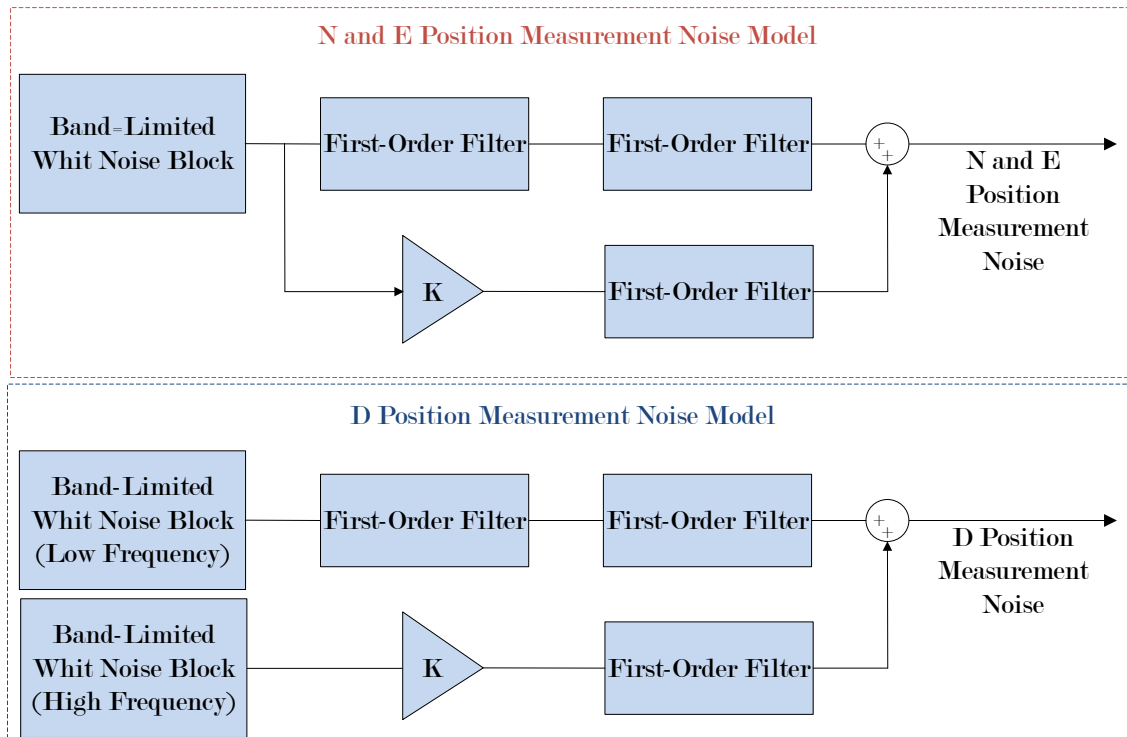 N and E Position Measurement Noise Model
Band=Limited
Whit Noise Block
First-Order Filter
First-Order Filter
+
+
N and E
Position
Measurement
Noise
K
First-Order Filter
D Position Measurement Noise Model
Band-Limited
Whit Noise Block
(Low Frequency)
First-Order Filter
First-Order Filter
+
+
D Position
Measurement
Noise
Band-Limited
Whit Noise Block
(High Frequency)
K
First-Order Filter